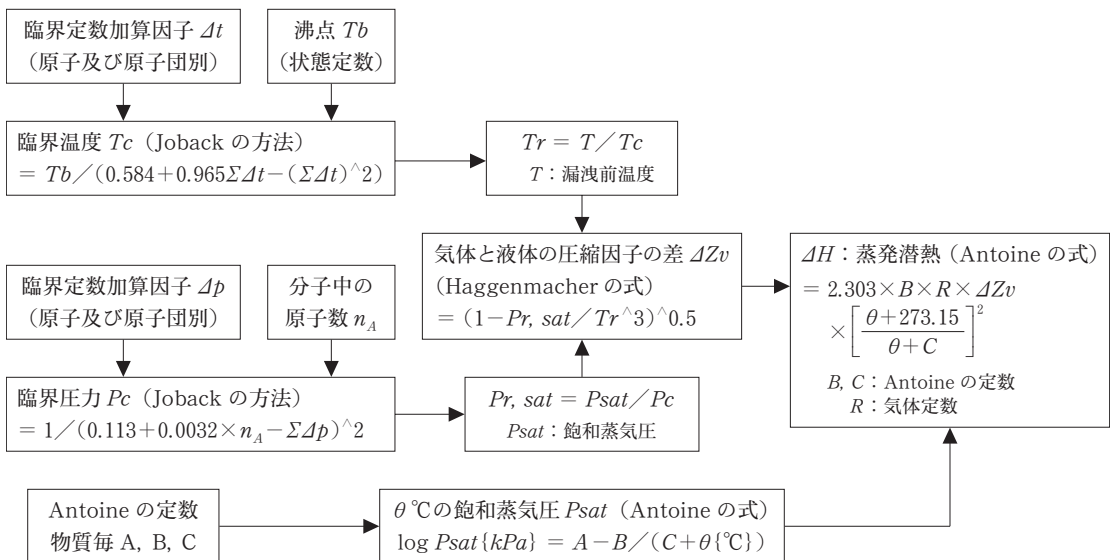 臨界定数加算因子 Δt
（原子及び原子団別）
沸点 Tb
（状態定数）
臨界温度 Tc（Joback の方法）
= Tb／(0.584+0.965ΣΔt−(ΣΔt)^2)
Tr = T／Tc
T：漏洩前温度
臨界定数加算因子 Δp
（原子及び原子団別）
分子中の
原子数 n_A
気体と液体の圧縮因子の差 ΔZv
（Haggenmacher の式）
= (1−Pr, sat／Tr^3)^0.5
ΔH：蒸発潜熱（Antoine の式）
= 2.303×B×R×ΔZv
×[(θ+273.15)/(θ+C)]^2
B, C：Antoine の定数
R：気体定数
臨界圧力 Pc（Joback の方法）
= 1／(0.113+0.0032×n_A−ΣΔp)^2
Pr, sat = Psat／Pc
Psat：飽和蒸気圧
Antoine の定数
物質毎 A, B, C
θ℃の飽和蒸気圧 Psat（Antoine の式）
log Psat{kPa} = A−B／(C+θ{℃})